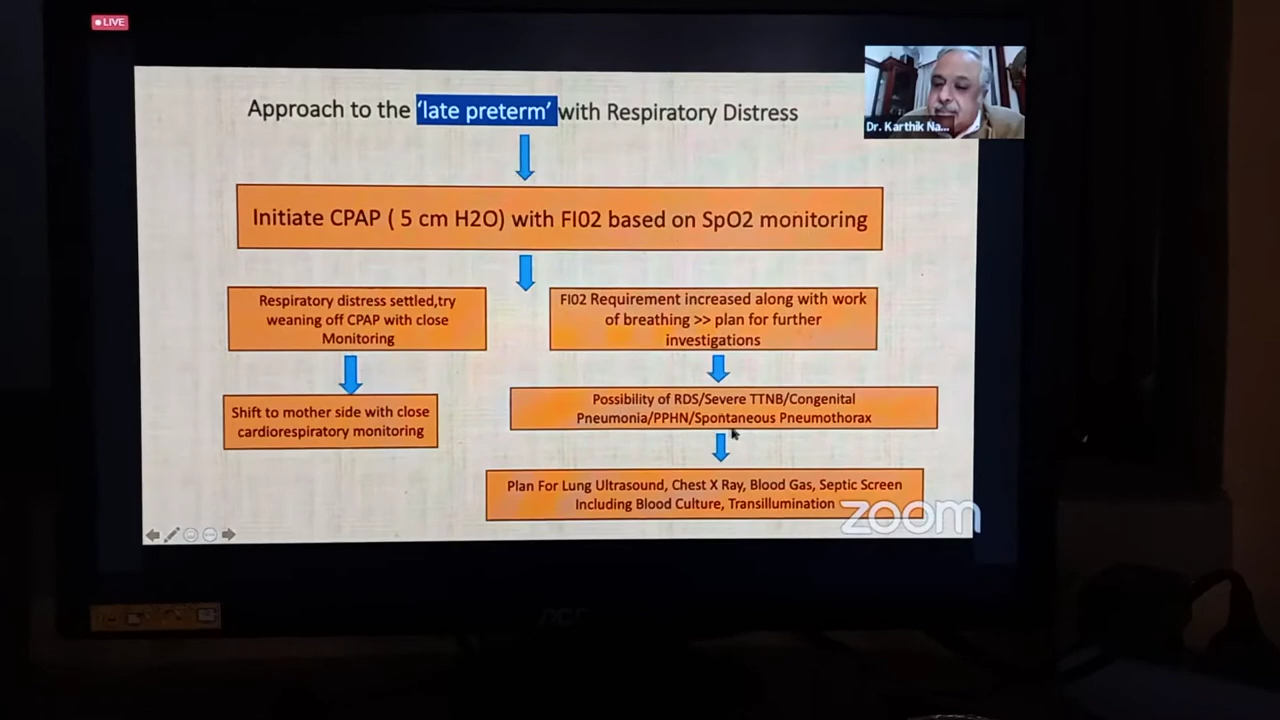 LIVE
Approach to the 'late preterm' with Respiratory Distress
Dr. Karthik Na...
Initiate CPAP ( 5 cm H2O) with FI02 based on SpO2 monitoring
Respiratory distress settled,try
weaning off CPAP with close
Monitoring
FI02 Requirement increased along with work
of breathing >> plan for further
investigations
Shift to mother side with close
cardiorespiratory monitoring
Possibility of RDS/Severe TTNB/Congenital
Pneumonia/PPHN/Spontaneous Pneumothorax
Plan For Lung Ultrasound, Chest X Ray, Blood Gas, Septic Screen
Including Blood Culture, Transillumination
zoom
AOC